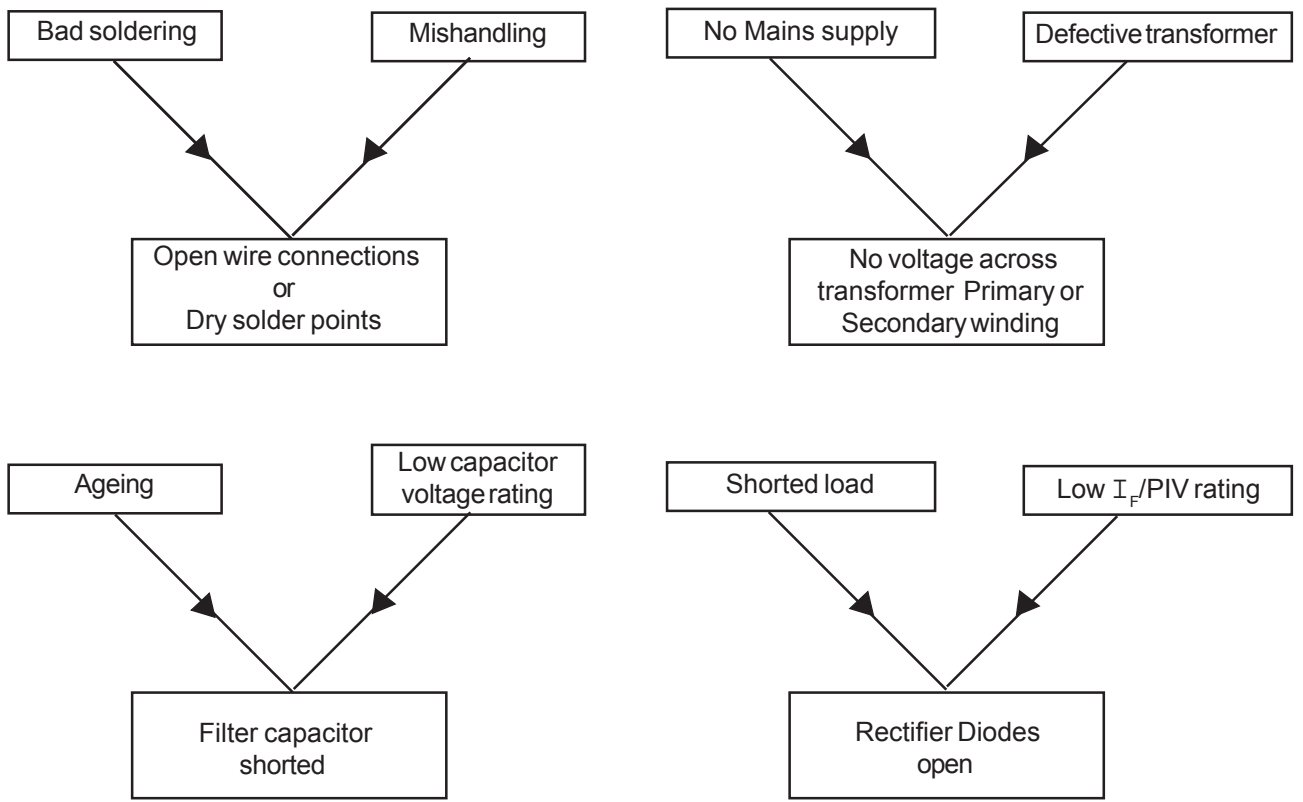 Bad soldering
Mishandling
Open wire connections
or
Dry solder points
No Mains supply
Defective transformer
No voltage across
transformer Primary or
Secondary winding
Ageing
Low capacitor
voltage rating
Filter capacitor
shorted
Shorted load
Low I_F/PIV rating
Rectifier Diodes
open